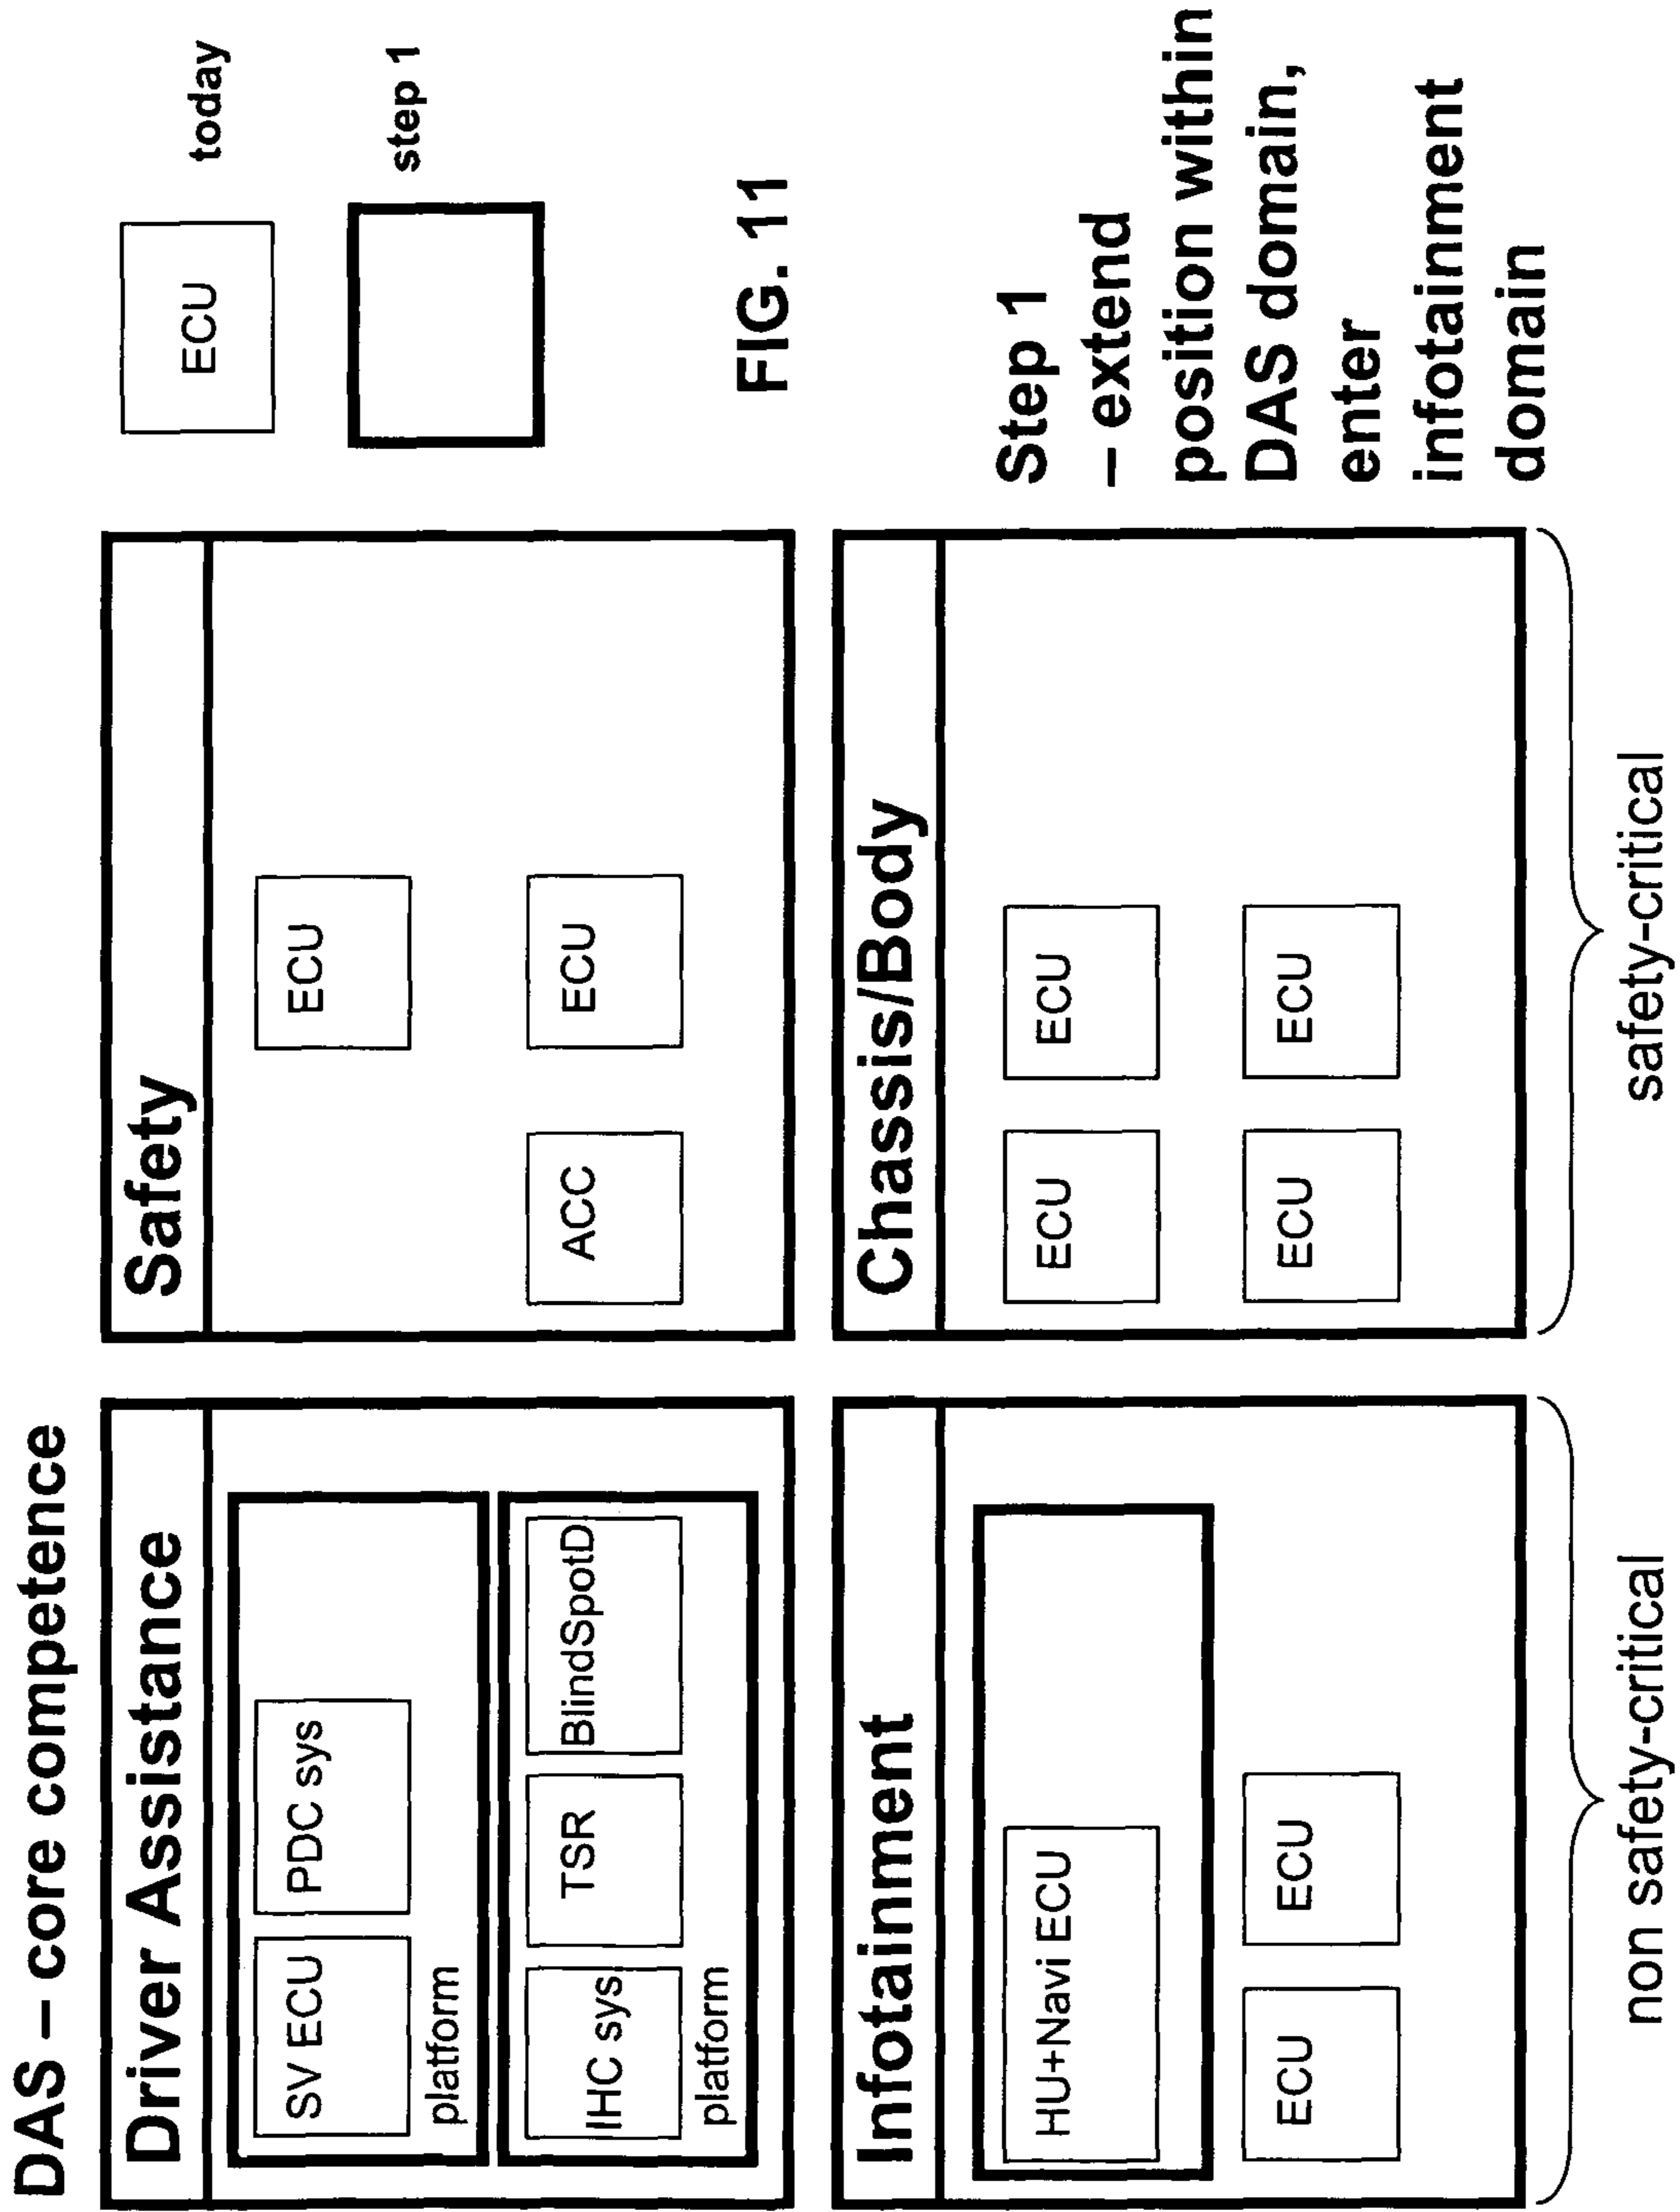 DAS – core competence
Driver Assistance
SV ECU
PDC sys
platform
IHC sys
TSR
BlindSpotD
platform
Safety
ECU
ACC
ECU
ECU
today
step 1
FIG. 11
Infotainment
HU+Navi ECU
ECU
ECU
non safety-critical
Chassis/Body
ECU
ECU
ECU
ECU
safety-critical
Step 1
– extend
position within
DAS domain,
enter
infotainment
domain